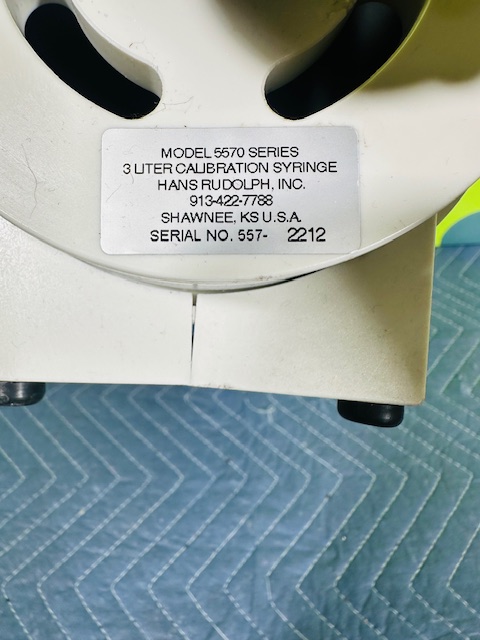 MODEL 5570 SERIES
3 LITER CALIBRATION SYRINGE
HANS RUDOLPH, INC.
913-422-7788
SHAWNEE, KS U.S.A.
SERIAL NO. 557- 2212